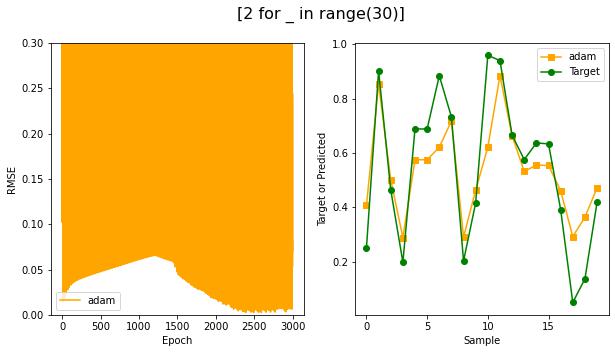 [2 for _ in range(30)]
RMSE
0.30
0.25
0.20
0.15
0.10
0.05
0.00
adam
0
500
1000
1500
2000
2500
3000
Epoch
Target or Predicted
1.0
0.8
0.6
0.4
0.2
adam
Target
0
5
10
15
Sample